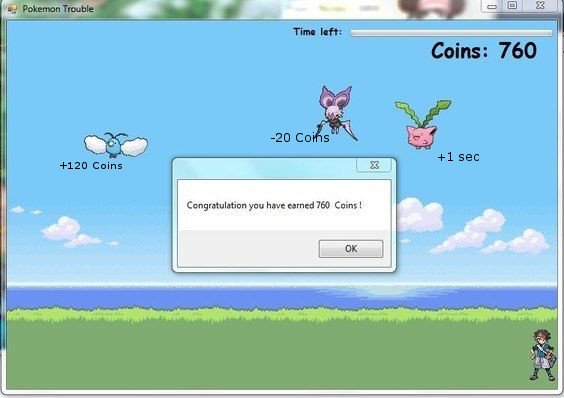 Pokemon Trouble
Time left:
Coins: 760
-20 Coins
+120 Coins
+1 sec
Congratulation you have earned 760 Coins !
OK